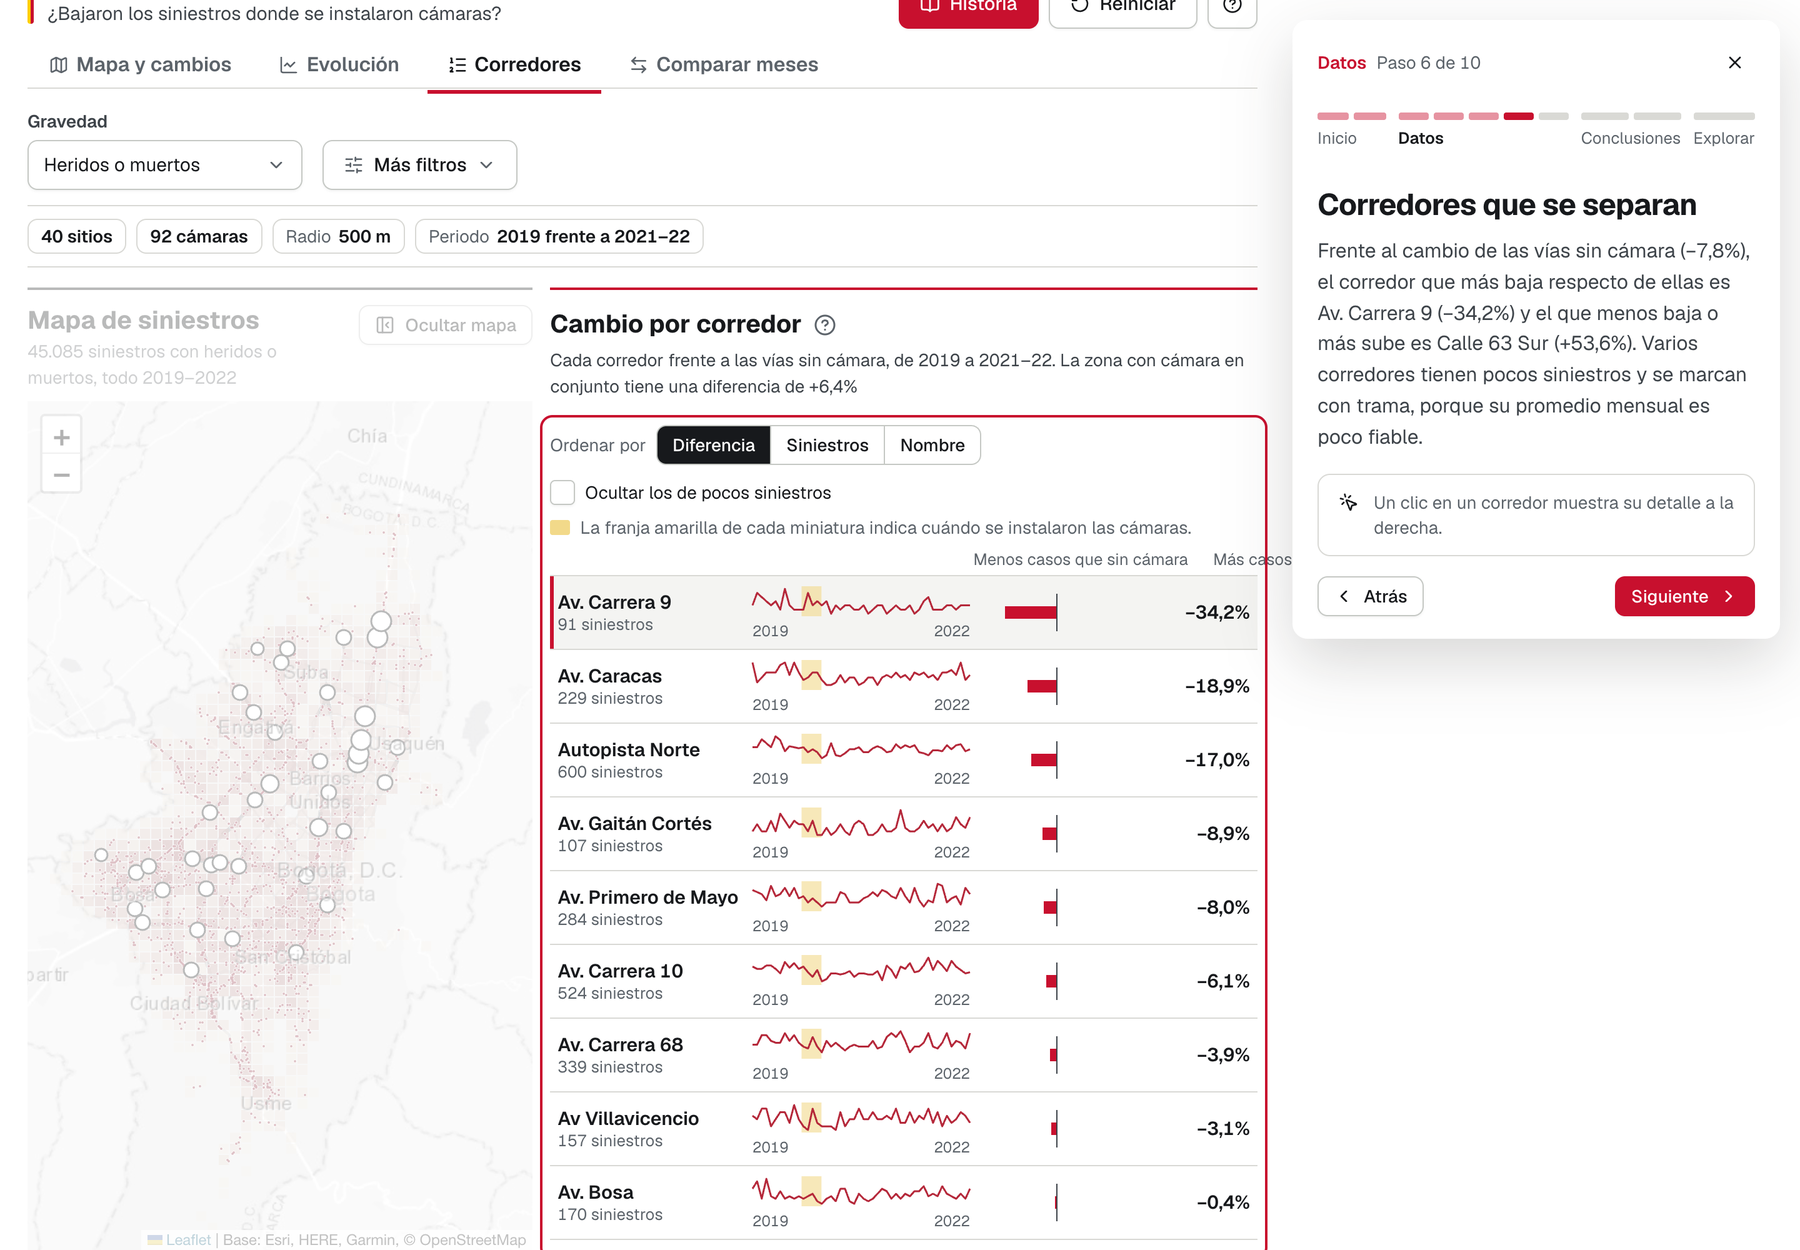 ¿Bajaron los siniestros donde se instalaron cámaras?
Historia
Reiniciar
Mapa y cambios
Evolución
Corredores
Comparar meses
Gravedad
Heridos o muertos
Más filtros
40 sitios
92 cámaras
Radio 500 m
Periodo 2019 frente a 2021–22
Mapa de siniestros
Ocultar mapa
45.085 siniestros con heridos o
muertos, todo 2019–2022
+
−
Chía
CUNDINAMARCA
BOGOTÁ D.C
Suba
Engativá
Usaquén
Barrios
Unidos
Bogotá, D.C.
Bogota
Bosa
San Cristóbal
partir
Ciudad Bolívar
Usme
D.C.
ARCA
Leaflet | Base: Esri, HERE, Garmin, © OpenStreetMap
Cambio por corredor
Cada corredor frente a las vías sin cámara, de 2019 a 2021–22. La zona con cámara en
conjunto tiene una diferencia de +6,4%
Ordenar por
Diferencia
Siniestros
Nombre
Ocultar los de pocos siniestros
La franja amarilla de cada miniatura indica cuándo se instalaron las cámaras.
Menos casos que sin cámara
Más casos
Av. Carrera 9
91 siniestros
2019
2022
−34,2%
Av. Caracas
229 siniestros
2019
2022
−18,9%
Autopista Norte
600 siniestros
2019
2022
−17,0%
Av. Gaitán Cortés
107 siniestros
2019
2022
−8,9%
Av. Primero de Mayo
284 siniestros
2019
2022
−8,0%
Av. Carrera 10
524 siniestros
2019
2022
−6,1%
Av. Carrera 68
339 siniestros
2019
2022
−3,9%
Av Villavicencio
157 siniestros
2019
2022
−3,1%
Av. Bosa
170 siniestros
2019
2022
−0,4%
Datos Paso 6 de 10
Inicio
Datos
Conclusiones
Explorar
Corredores que se separan
Frente al cambio de las vías sin cámara (−7,8%),
el corredor que más baja respecto de ellas es
Av. Carrera 9 (−34,2%) y el que menos baja o
más sube es Calle 63 Sur (+53,6%). Varios
corredores tienen pocos siniestros y se marcan
con trama, porque su promedio mensual es
poco fiable.
Un clic en un corredor muestra su detalle a la
derecha.
Atrás
Siguiente